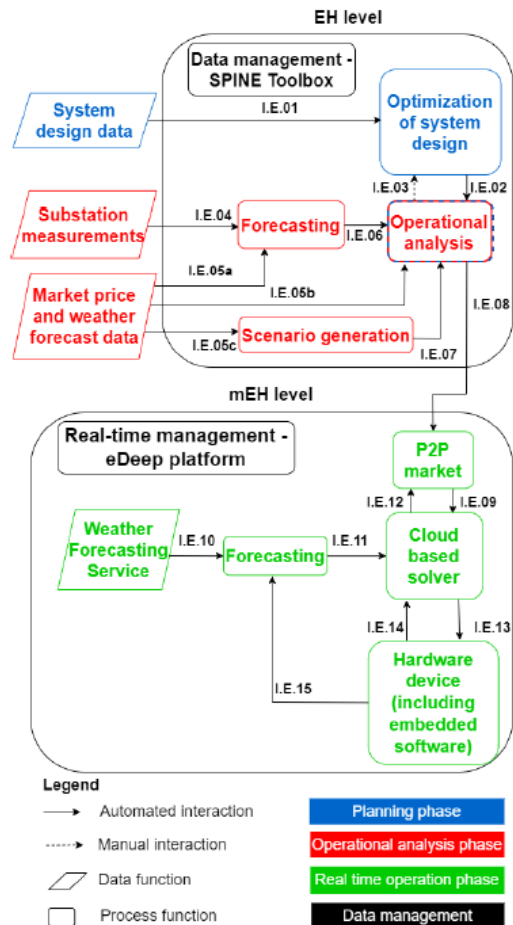 EH level
Data management -
SPINE Toolbox
System
design data
I.E.01
Optimization
of system
design
I.E.03
I.E.02
Substation
measurements
I.E.04
Forecasting
I.E.06
Operational
analysis
I.E.05a
Market price
and weather
forecast data
I.E.05b
I.E.08
I.E.05c
Scenario generation
I.E.07
mEH level
Real-time management -
eDeep platform
P2P
market
I.E.12
I.E.09
Weather
Forecasting
Service
I.E.10
Forecasting
I.E.11
Cloud
based
solver
I.E.14
I.E.13
I.E.15
Hardware
device
(including
embedded
software)
Legend
Automated interaction
Planning phase
Manual interaction
Operational analysis phase
Data function
Real time operation phase
Process function
Data management